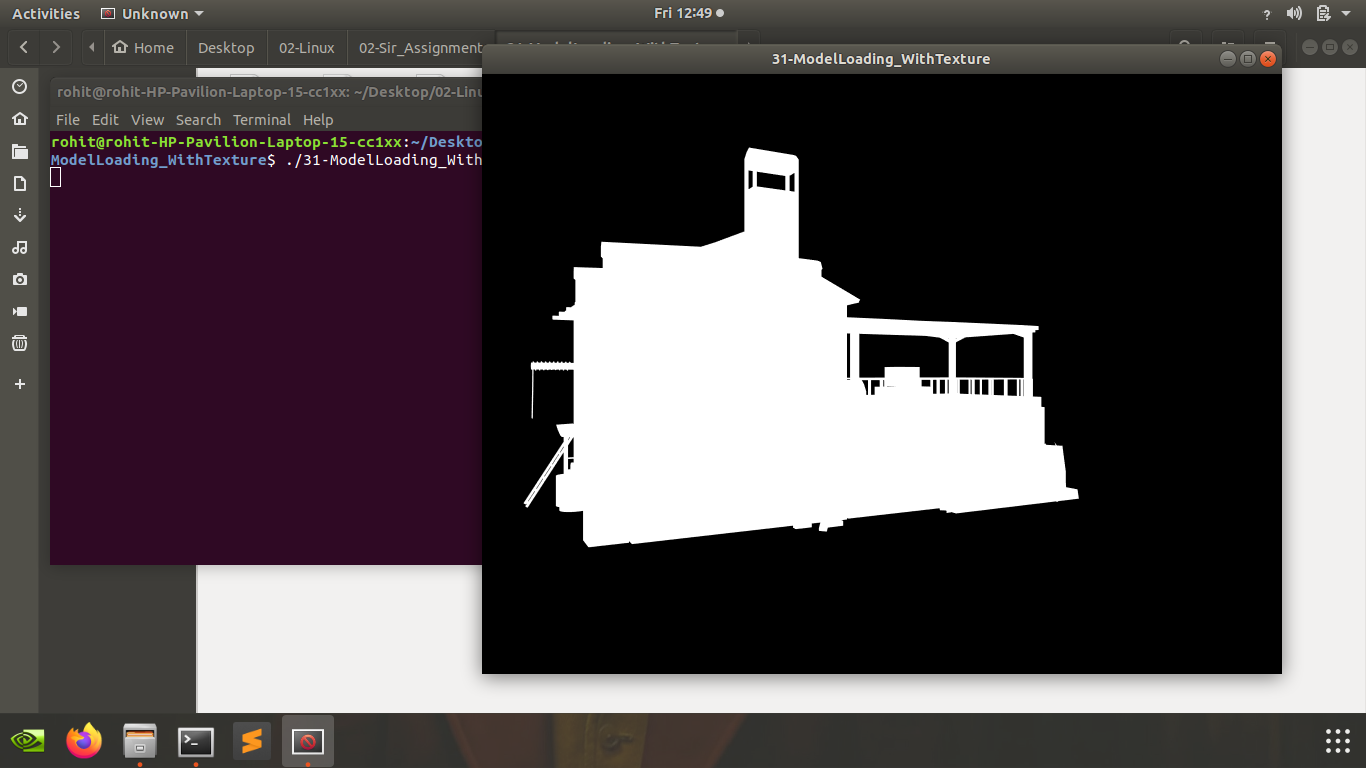 Activities
Unknown
Fri 12:49
?
Home
Desktop
02-Linux
02-Sir_Assignment
31-ModelLoading_WithTexture
rohit@rohit-HP-Pavilion-Laptop-15-cc1xx: ~/Desktop/02-Linu
File Edit View Search Terminal Help
rohit@rohit-HP-Pavilion-Laptop-15-cc1xx:~/Deskto
ModelLoading_WithTexture$ ./31-ModelLoading_With